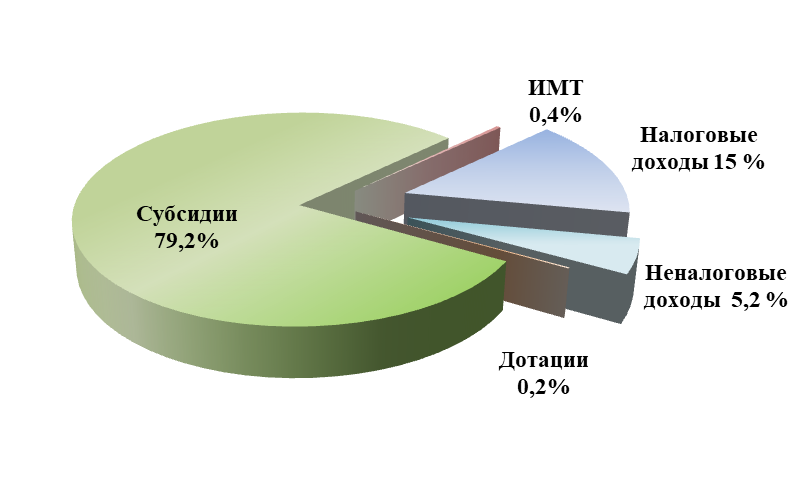 ИМТ
0,4%
Налоговые
доходы 15 %
Субсидии
79,2%
Неналоговые
доходы  5,2 %
Дотации
0,2%